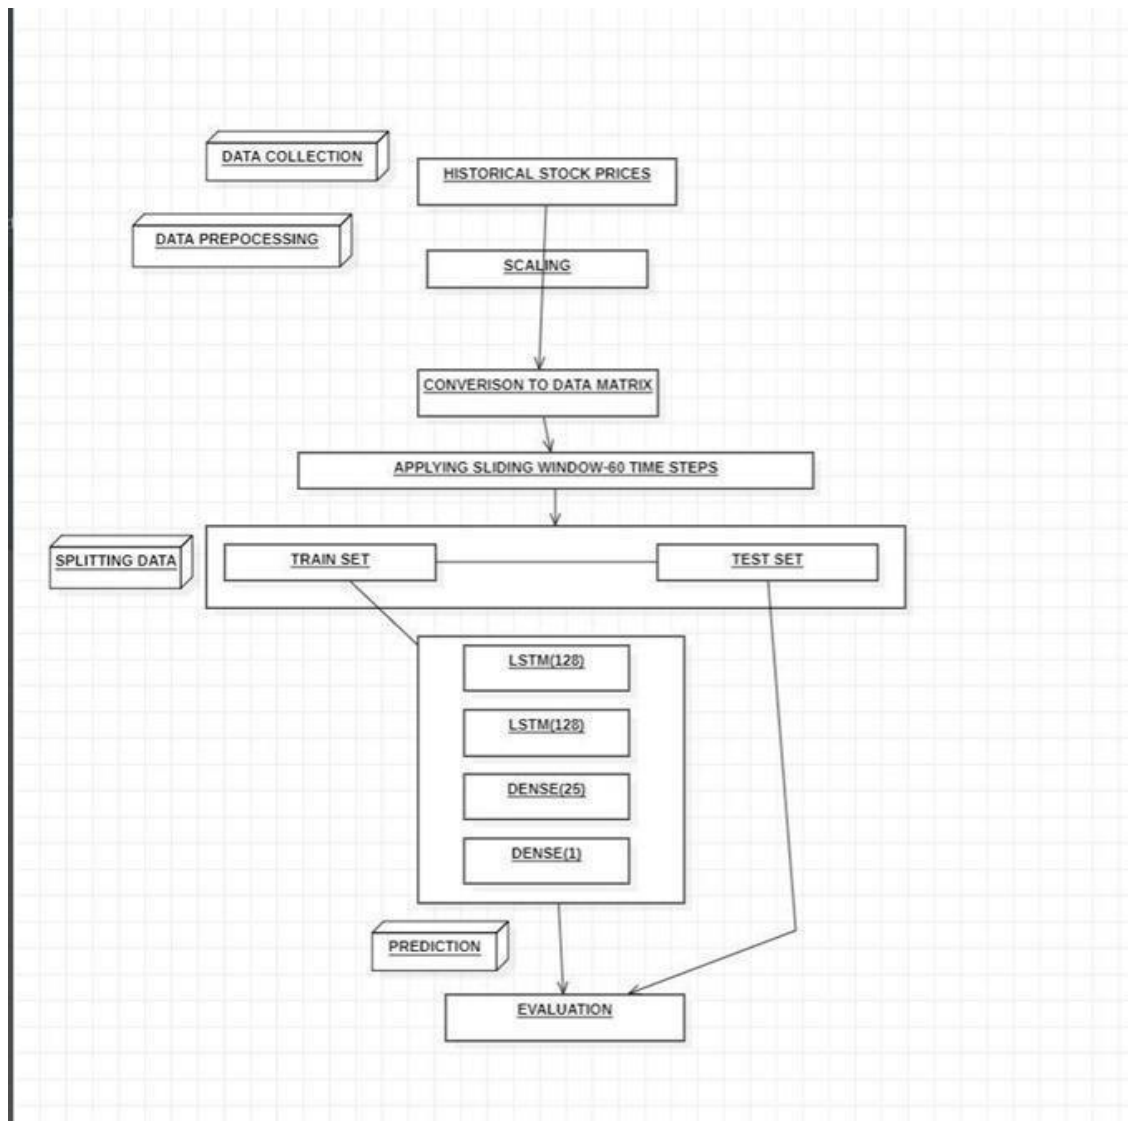 DATA COLLECTION
HISTORICAL STOCK PRICES
DATA PREPOCESSING
SCALING
CONVERISON TO DATA MATRIX
APPLYING SLIDING WINDOW-60 TIME STEPS
SPLITTING DATA
TRAIN SET
TEST SET
LSTM(128)
LSTM(128)
DENSE(25)
DENSE(1)
PREDICTION
EVALUATION